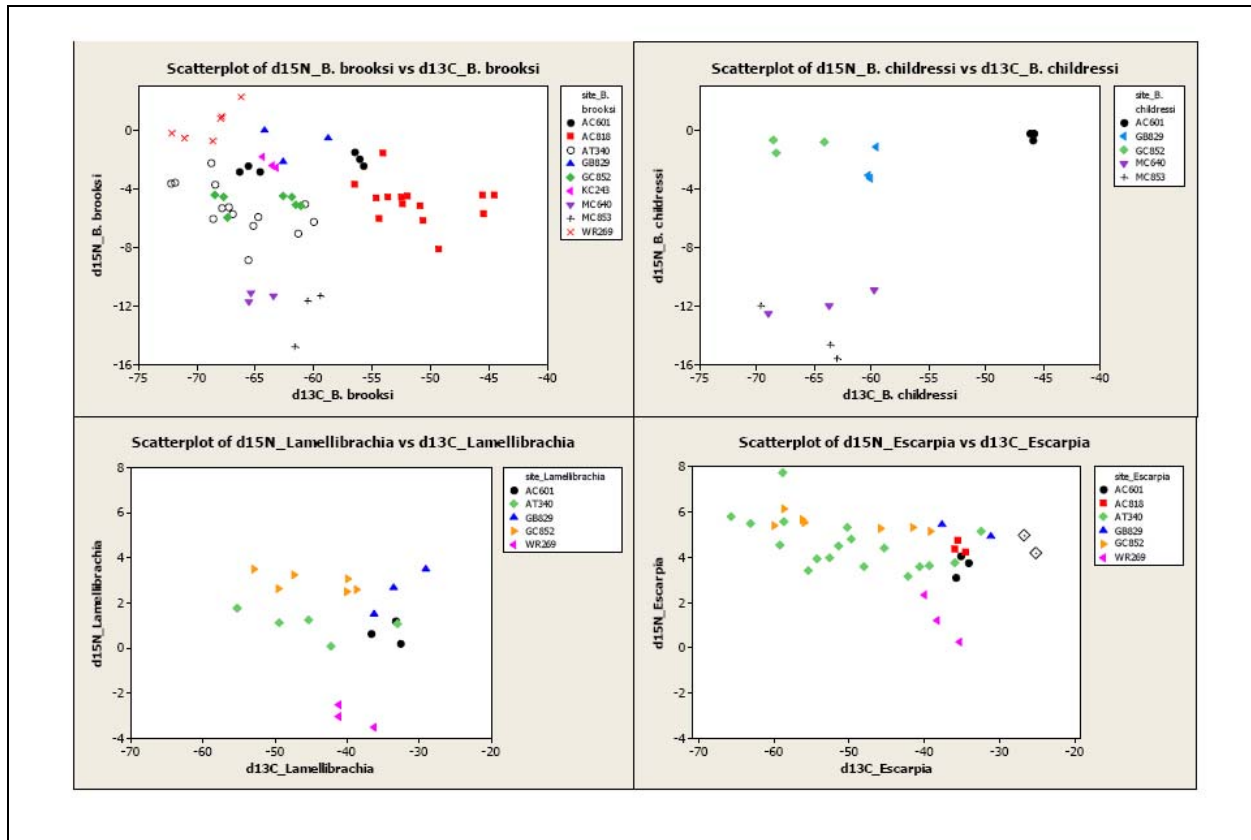 Scatterplot of d15N_B. brooksi vs d13C_B. brooksi
d15N_B. brooksi
0
-4
-8
-12
-16
-75
-70
-65
-60
-55
-50
-45
-40
d13C_B. brooksi
site_B.
brooksi
AC601
AC818
AT340
GB829
GC852
KC243
MC640
MC853
WR269
Scatterplot of d15N_B. childressi vs d13C_B. childressi
d15N_B. childressi
0
-4
-8
-12
-16
-75
-70
-65
-60
-55
-50
-45
-40
d13C_B. childressi
site_B.
childressi
AC601
GB829
GC852
MC640
MC853
Scatterplot of d15N_Lamellibrachia vs d13C_Lamellibrachia
d15N_Lamellibrachia
8
6
4
2
0
-2
-4
-70
-60
-50
-40
-30
-20
d13C_Lamellibrachia
site_Lamellibrachia
AC601
AT340
GB829
GC852
WR269
Scatterplot of d15N_Escarpia vs d13C_Escarpia
d15N_Escarpia
8
6
4
2
0
-2
-4
-70
-60
-50
-40
-30
-20
d13C_Escarpia
site_Escarpia
AC601
AC818
AT340
GB829
GC852
WR269